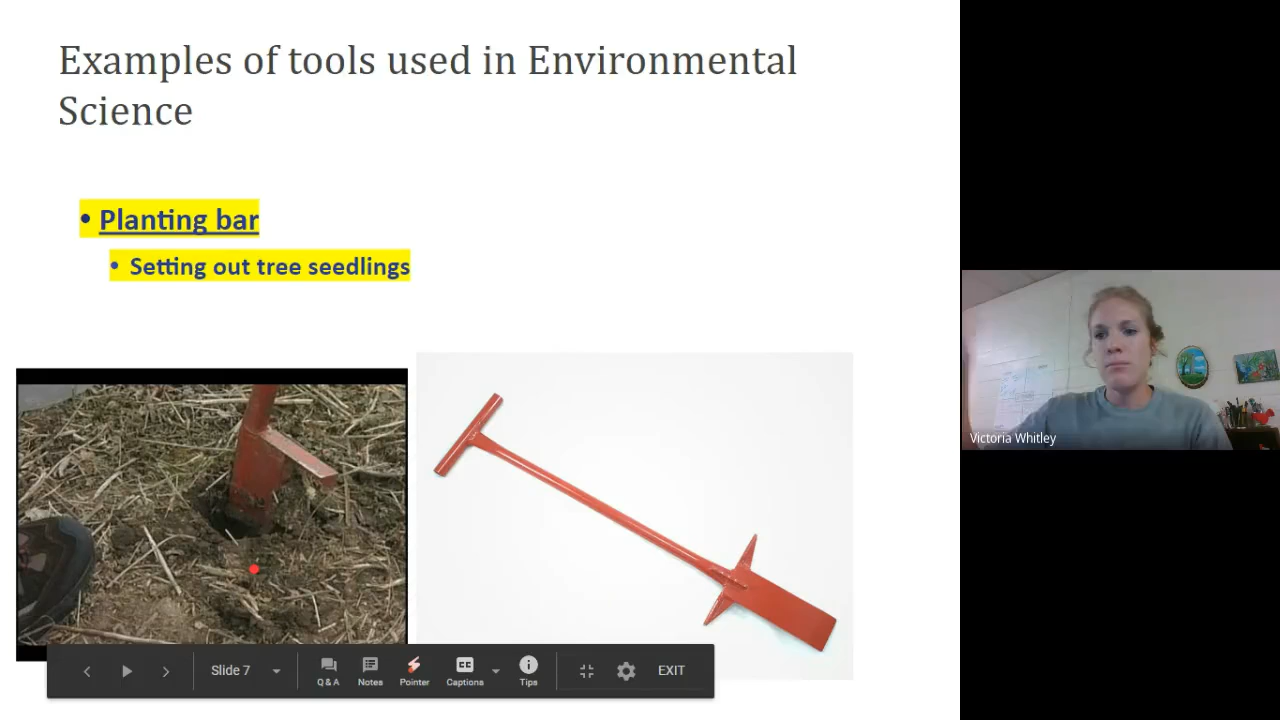 Examples of tools used in Environmental
Science
• Planting bar
• Setting out tree seedlings
Victoria Whitley
Slide 7
Q & A
Notes
Pointer
CC
Captions
Tips
EXIT